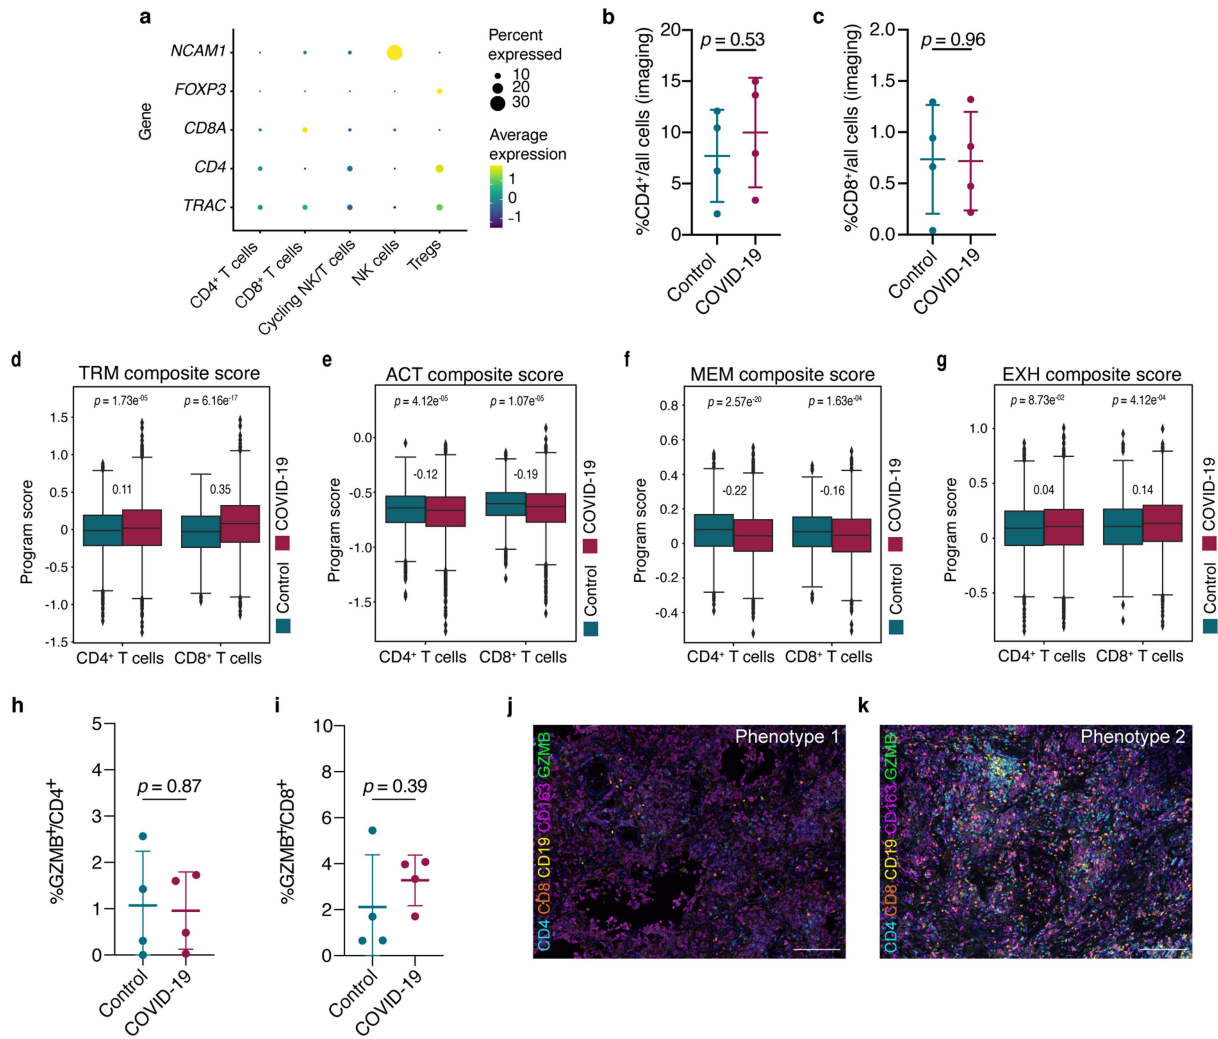 a
Gene
NCAM1
FOXP3
CD8A
CD4
TRAC
CD4⁺ T cells
CD8⁺ T cells
Cycling NK/T cells
NK cells
Tregs
Percent
expressed
10
20
30
Average
expression
1
0
-1
b
%CD4⁺/all cells (imaging)
20
15
10
5
0
p = 0.53
Control
COVID-19
c
%CD8⁺/all cells (imaging)
2.0
1.5
1.0
0.5
0.0
p = 0.96
Control
COVID-19
d
TRM composite score
Program score
1.5
1.0
0.5
0
-0.5
-1.0
-1.5
p = 1.73e⁻⁰⁵
p = 6.16e⁻¹⁷
0.11
0.35
CD4⁺ T cells
CD8⁺ T cells
Control
COVID-19
e
ACT composite score
Program score
0.0
-0.5
-1.0
-1.5
p = 4.12e⁻⁰⁵
p = 1.07e⁻⁰⁵
-0.12
-0.19
CD4⁺ T cells
CD8⁺ T cells
Control
COVID-19
f
MEM composite score
Program score
0.8
0.6
0.4
0.2
0.0
-0.2
-0.4
p = 2.57e⁻²⁰
p = 1.63e⁻⁰⁴
-0.22
-0.16
CD4⁺ T cells
CD8⁺ T cells
Control
COVID-19
g
EXH composite score
Program score
1.0
0.5
0
-0.5
p = 8.73e⁻⁰²
p = 4.12e⁻⁰⁴
0.04
0.14
CD4⁺ T cells
CD8⁺ T cells
Control
COVID-19
h
%GZMB⁺/CD4⁺
5
4
3
2
1
0
p = 0.87
Control
COVID-19
i
%GZMB⁺/CD8⁺
10
8
6
4
2
0
p = 0.39
Control
COVID-19
j
CD4 CD8 CD19 CD163 GZMB
Phenotype 1
k
CD4 CD8 CD19 CD163 GZMB
Phenotype 2